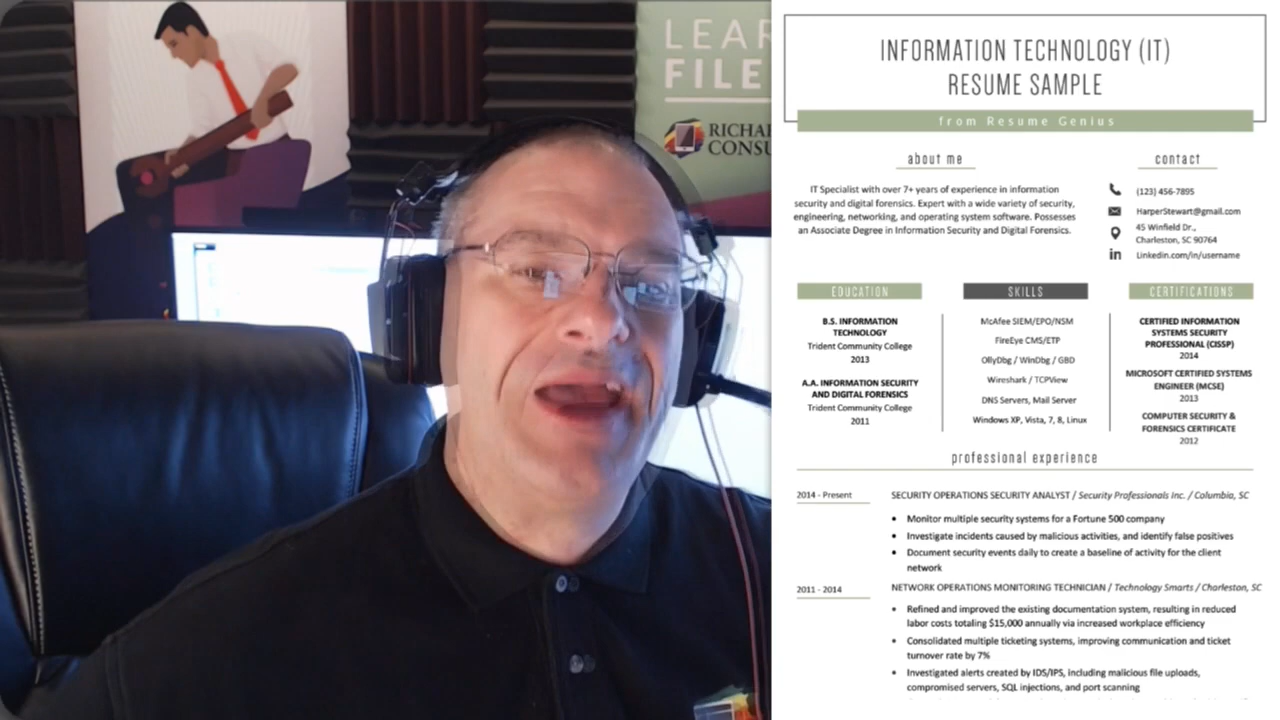 LEAR
FILE
RICHA
CONSU
INFORMATION TECHNOLOGY (IT)
RESUME SAMPLE
from Resume Genius
about me
IT Specialist with over 7+ years of experience in information
security and digital forensics. Expert with a wide variety of security,
engineering, networking, and operating system software. Possesses
an Associate Degree in Information Security and Digital Forensics.
contact
(123) 456-7895
HarperStewart@gmail.com
45 Winfield Dr.,
Charleston, SC 90764
Linkedin.com/in/username
EDUCATION
B.S. INFORMATION
TECHNOLOGY
Trident Community College
2013
A.A. INFORMATION SECURITY
AND DIGITAL FORENSICS
Trident Community College
2011
SKILLS
McAfee SIEM/EPO/NSM
FireEye CMS/ETP
OllyDbg / WinDbg / GBD
Wireshark / TCPView
DNS Servers, Mail Server
Windows XP, Vista, 7, 8, Linux
CERTIFICATIONS
CERTIFIED INFORMATION
SYSTEMS SECURITY
PROFESSIONAL (CISSP)
2014
MICROSOFT CERTIFIED SYSTEMS
ENGINEER (MCSE)
2013
COMPUTER SECURITY &
FORENSICS CERTIFICATE
2012
professional experience
2014 - Present
SECURITY OPERATIONS SECURITY ANALYST / Security Professionals Inc. / Columbia, SC
• Monitor multiple security systems for a Fortune 500 company
• Investigate incidents caused by malicious activities, and identify false positives
• Document security events daily to create a baseline of activity for the client
network
2011 - 2014
NETWORK OPERATIONS MONITORING TECHNICIAN / Technology Smarts / Charleston, SC
• Refined and improved the existing documentation system, resulting in reduced
labor costs totaling $15,000 annually via increased workplace efficiency
• Consolidated multiple ticketing systems, improving communication and ticket
turnover rate by 7%
• Investigated alerts created by IDS/IPS, including malicious file uploads,
compromised servers, SQL injections, and port scanning